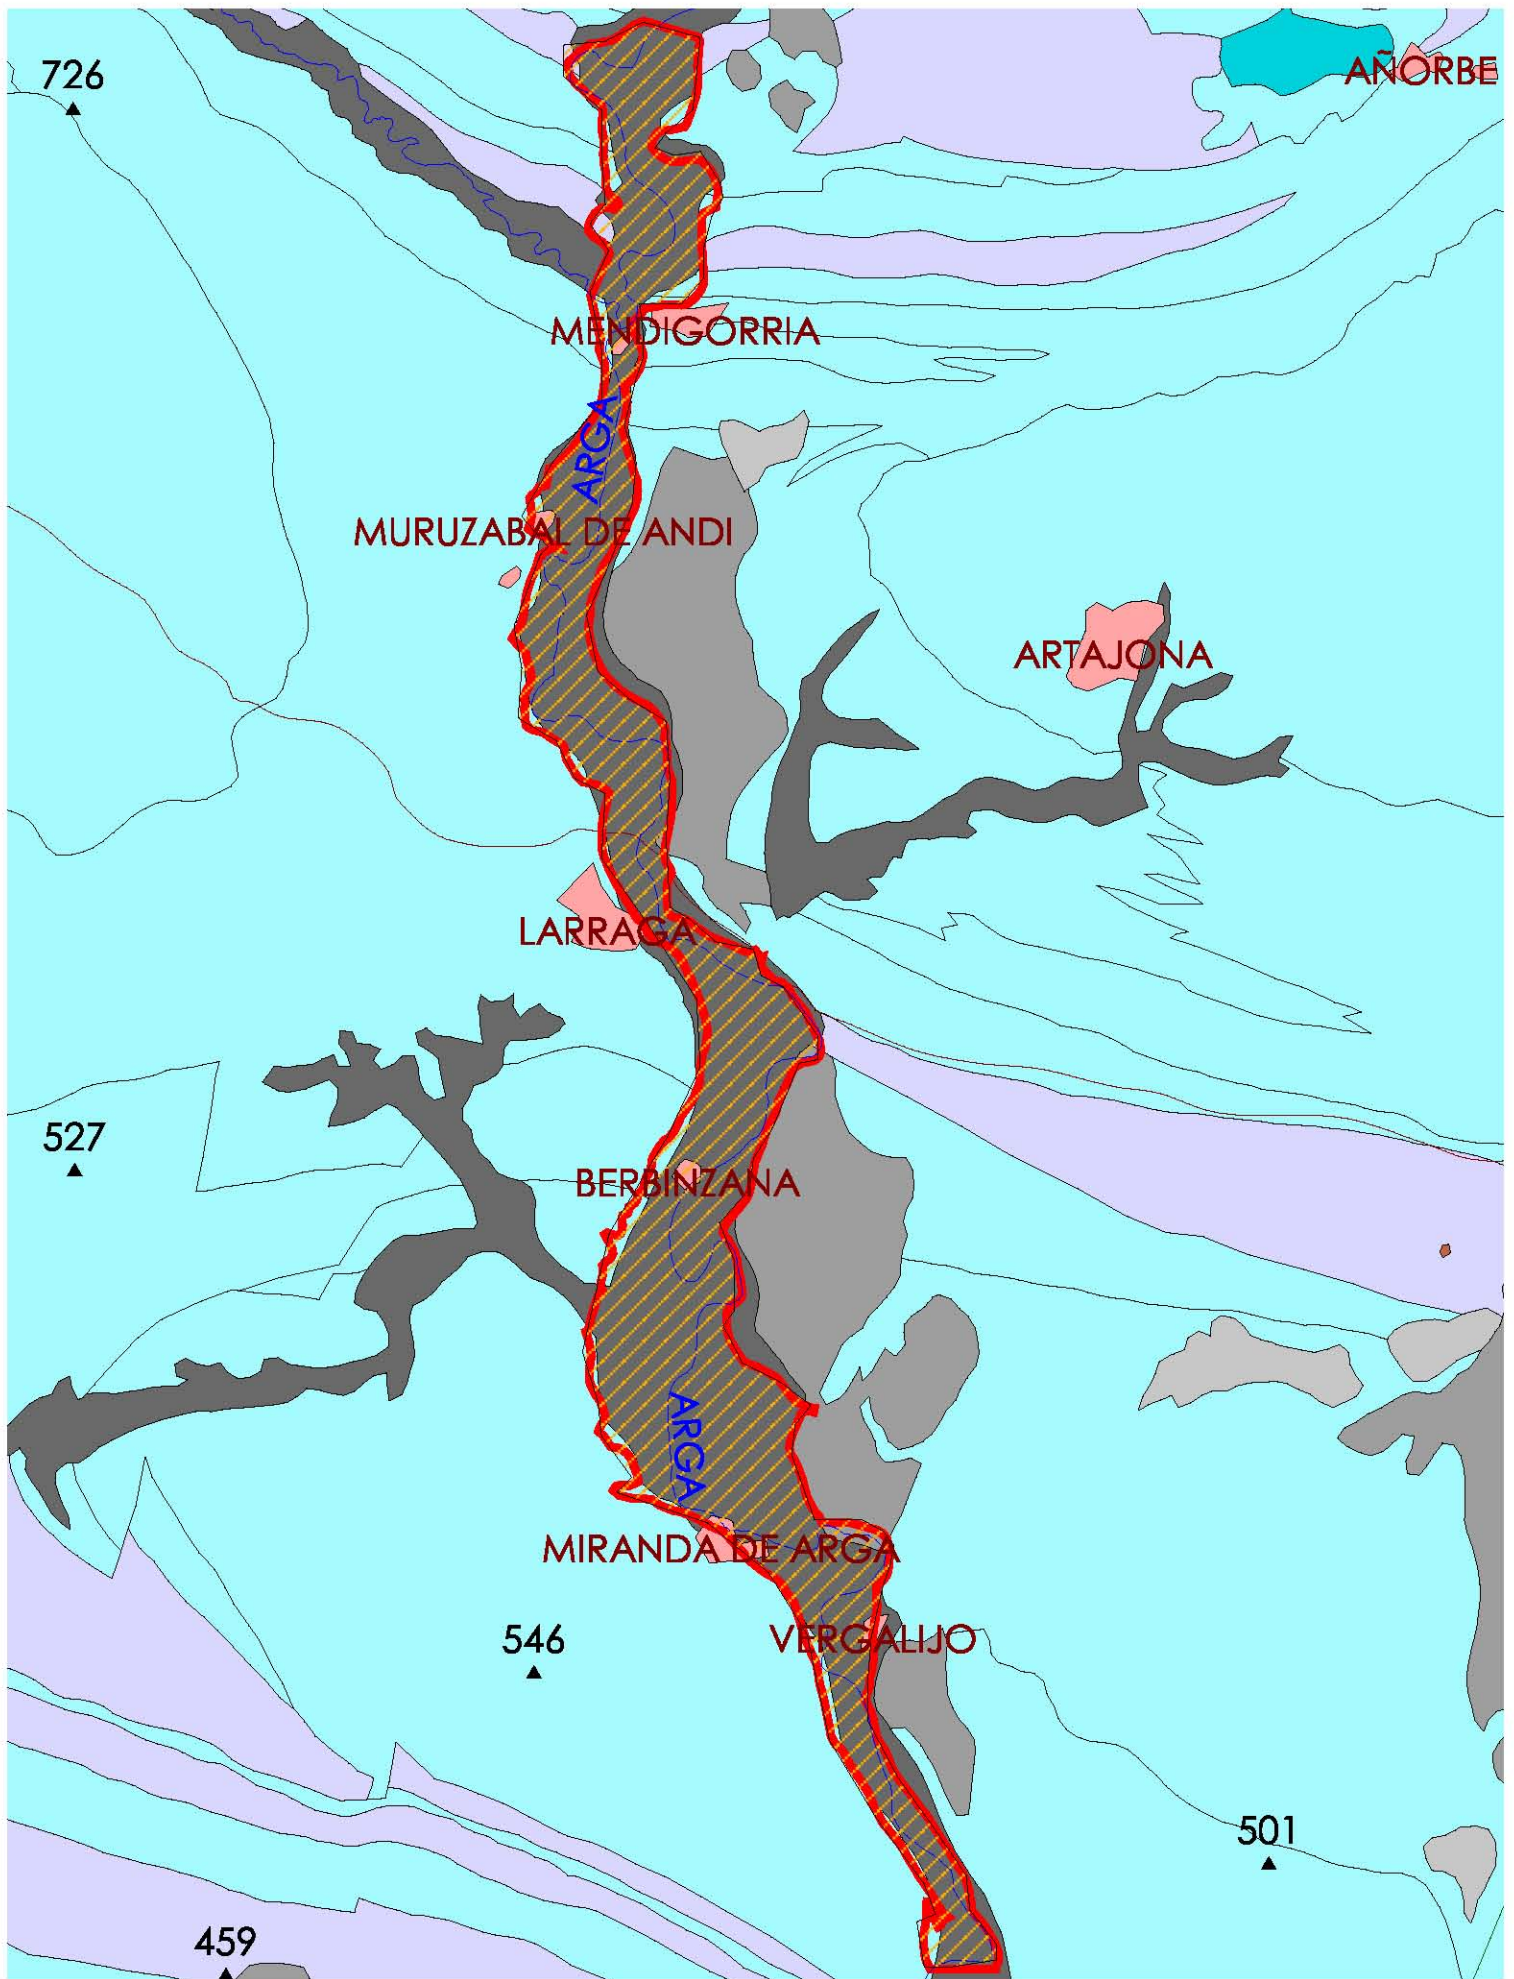 726
AÑORBE
MENDIGORRIA
ARGA
MURUZABAL DE ANDI
ARTAJONA
LARRAGA
527
BERBINZANA
ARGA
MIRANDA DE ARGA
546
VERGALIJO
501
459